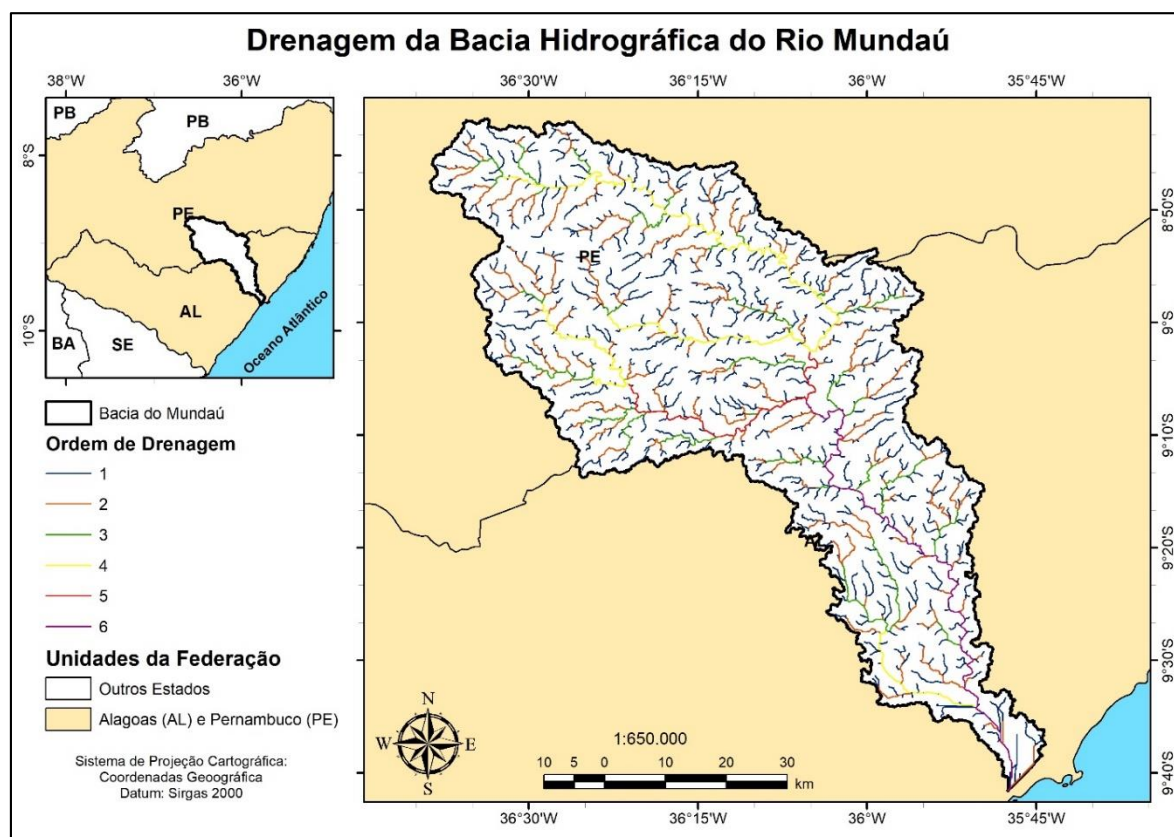 Drenagem da Bacia Hidrográfica do Rio Mundaú
38°W
36°W
PB
PB
8°S
PE
AL
10°S
BA
SE
Oceano Atlântico
Bacia do Mundaú
Ordem de Drenagem
1
2
3
4
5
6
Unidades da Federação
Outros Estados
Alagoas (AL) e Pernambuco (PE)
Sistema de Projeção Cartográfica:
Coordenadas Geográfica
Datum: Sirgas 2000
36°30'W
36°15'W
36°W
35°45'W
8°50'S
PE
9°S
9°10'S
9°20'S
9°30'S
9°40'S
N
W
E
S
1:650.000
10 5 0 10 20 30
km
36°30'W
36°15'W
36°W
35°45'W